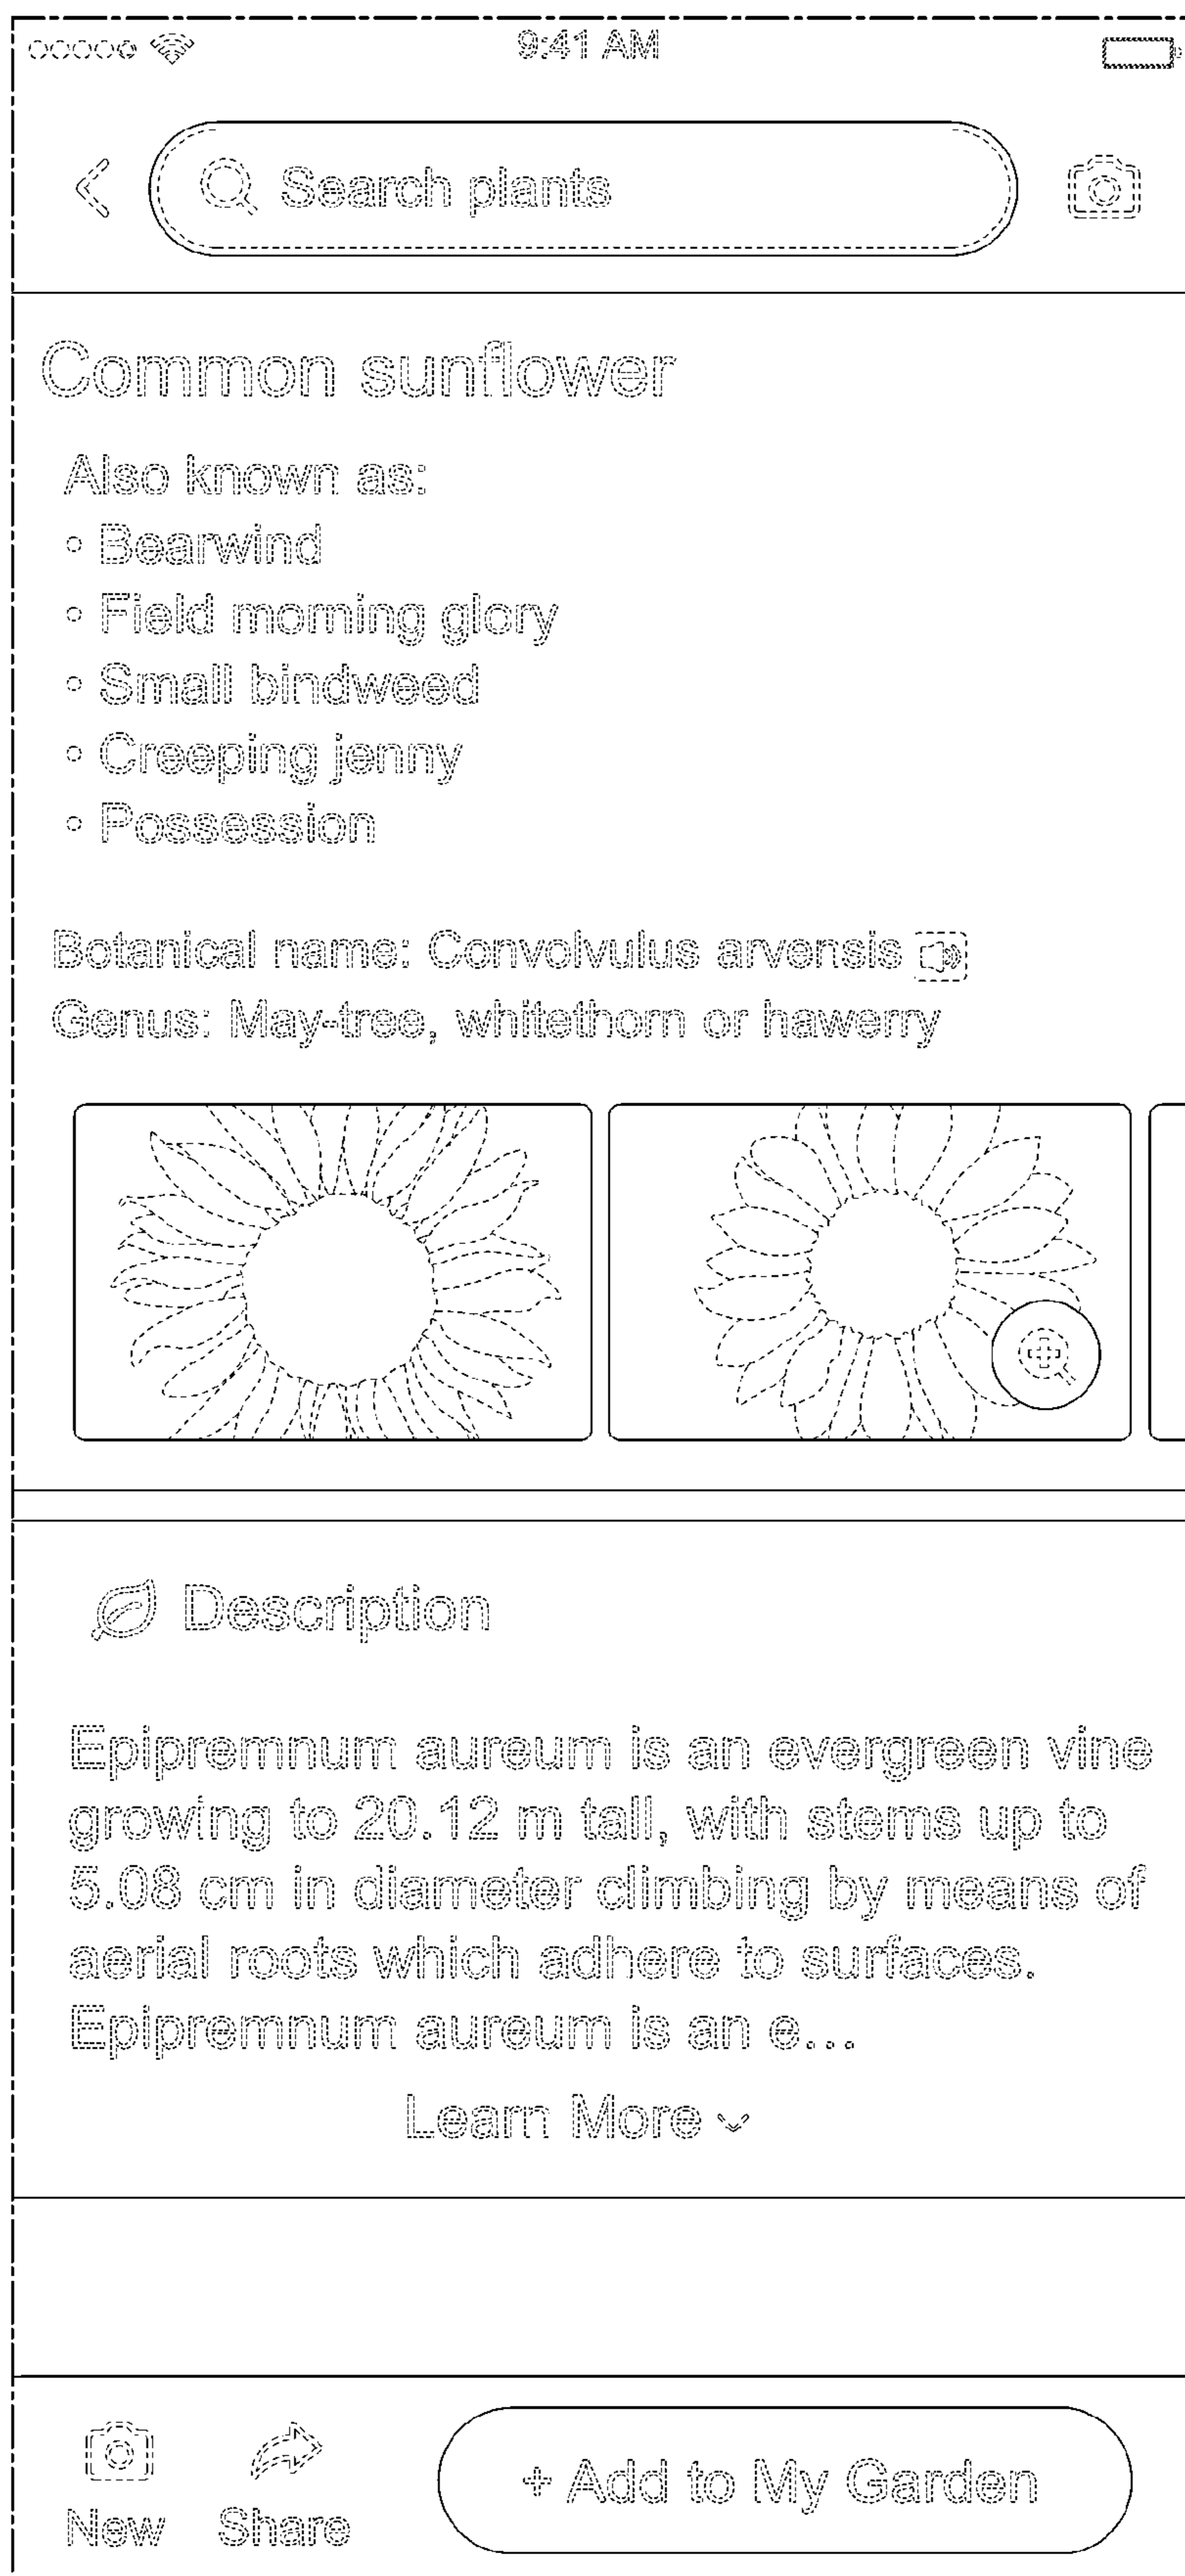 9:41 AM
Search plants
Common sunflower
Also known as:
• Bearwind
• Field morning glory
• Small bindweed
• Creeping jenny
• Possession
Botanical name: Convolvulus arvensis
Genus: May-tree, whitethorn or hawerry
Description
Epipremnum aureum is an evergreen vine
growing to 20.12 m tall, with stems up to
5.08 cm in diameter climbing by means of
aerial roots which adhere to surfaces.
Epipremnum aureum is an e...
Learn More
+ Add to My Garden
New Share